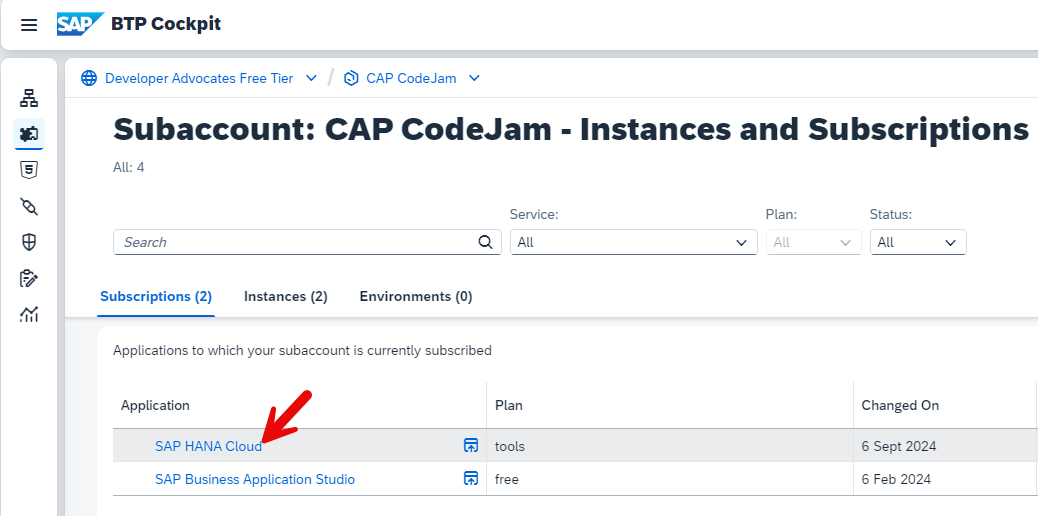 SAP BTP Cockpit
Developer Advocates Free Tier / CAP CodeJam
Subaccount: CAP CodeJam - Instances and Subscriptions
All: 4
Service: Plan: Status:
Search All All All
Subscriptions (2) Instances (2) Environments (0)
Applications to which your subaccount is currently subscribed
Application Plan Changed On
SAP HANA Cloud tools 6 Sept 2024
SAP Business Application Studio free 6 Feb 2024